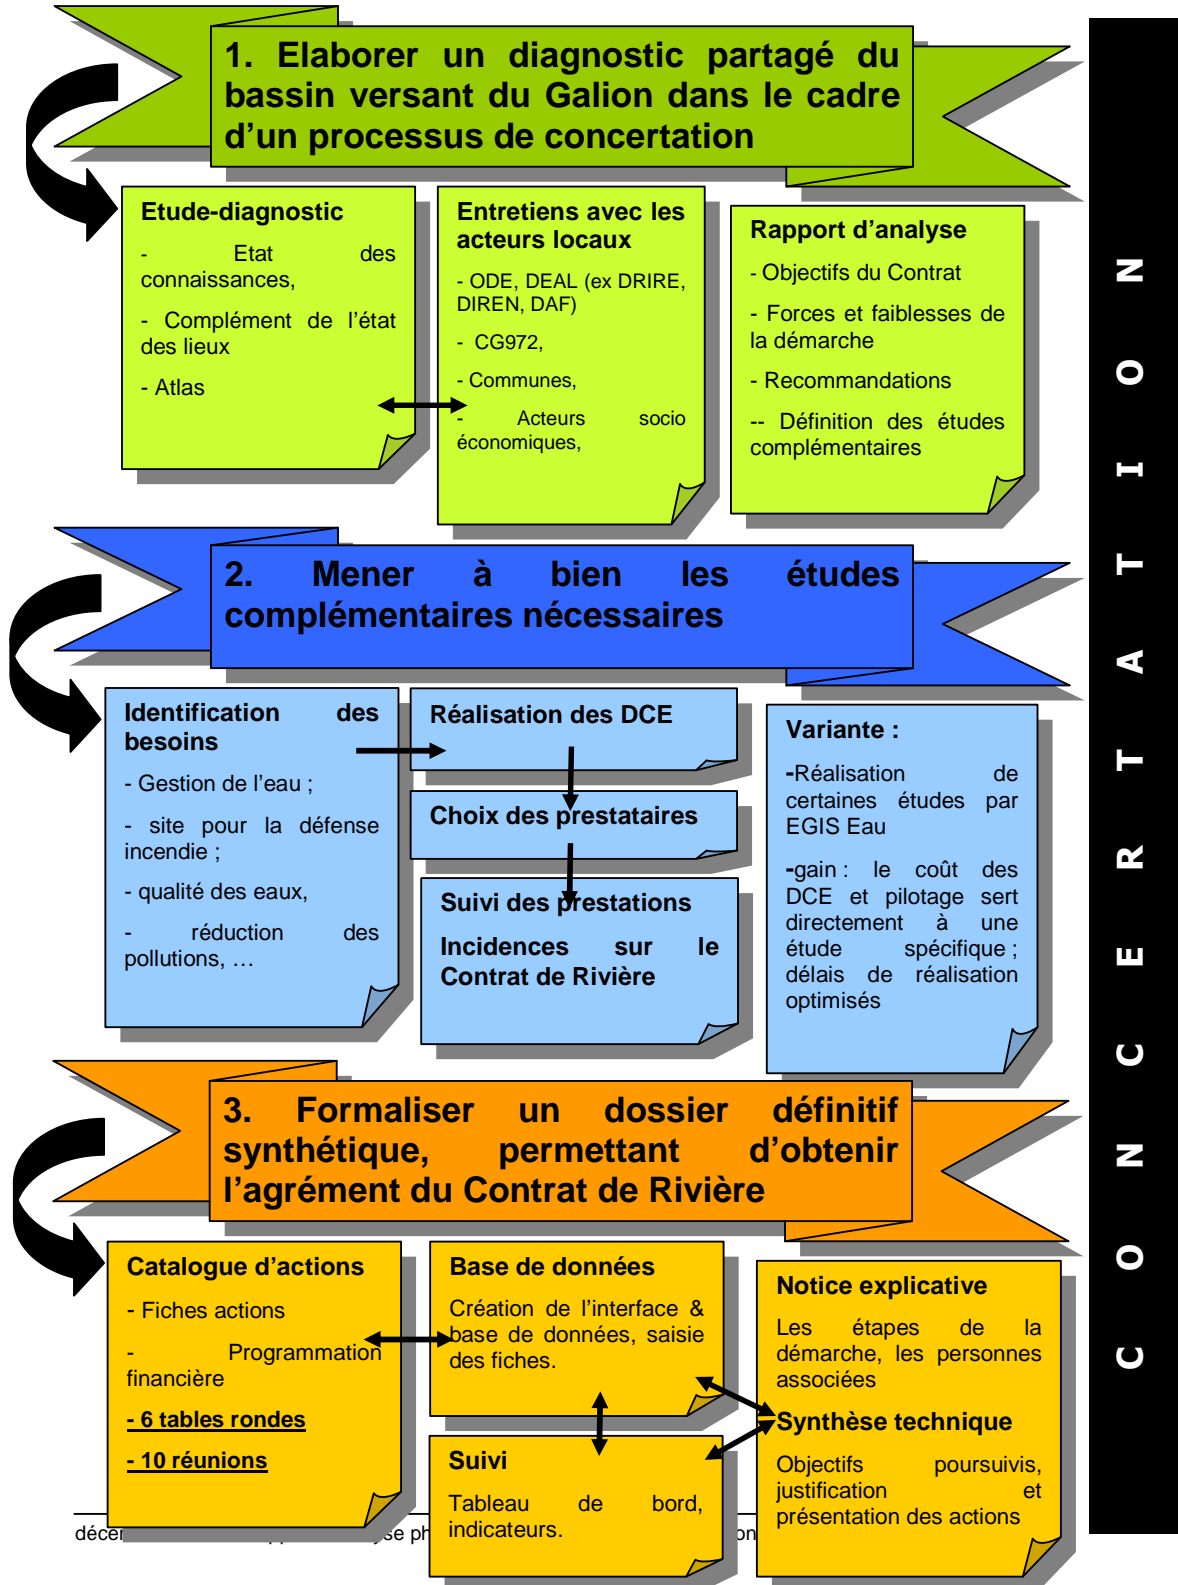 1. Elaborer un diagnostic partagé du
bassin versant du Galion dans le cadre
d'un processus de concertation
Etude-diagnostic
- Etat des
connaissances,
- Complément de l'état
des lieux
- Atlas
Entretiens avec les
acteurs locaux
- ODE, DEAL (ex DRIRE,
DIREN, DAF)
- CG972,
- Communes,
- Acteurs socio
économiques,
Rapport d'analyse
- Objectifs du Contrat
- Forces et faiblesses de
la démarche
- Recommandations
-- Définition des études
complémentaires
2. Mener à bien les études
complémentaires nécessaires
Identification des
besoins
- Gestion de l'eau ;
- site pour la défense
incendie ;
- qualité des eaux,
- réduction des
pollutions, …
Réalisation des DCE
Choix des prestataires
Suivi des prestations
Incidences sur le
Contrat de Rivière
Variante :
-Réalisation de
certaines études par
EGIS Eau
-gain : le coût des
DCE et pilotage sert
directement à une
étude spécifique ;
délais de réalisation
optimisés
3. Formaliser un dossier définitif
synthétique, permettant d'obtenir
l'agrément du Contrat de Rivière
Catalogue d'actions
- Fiches actions
- Programmation
financière
- 6 tables rondes
- 10 réunions
Base de données
Création de l'interface &
base de données, saisie
des fiches.
Suivi
Tableau de bord,
indicateurs.
Notice explicative
Les étapes de la
démarche, les personnes
associées
Synthèse technique
Objectifs poursuivis,
justification et
présentation des actions
CONCERTATION